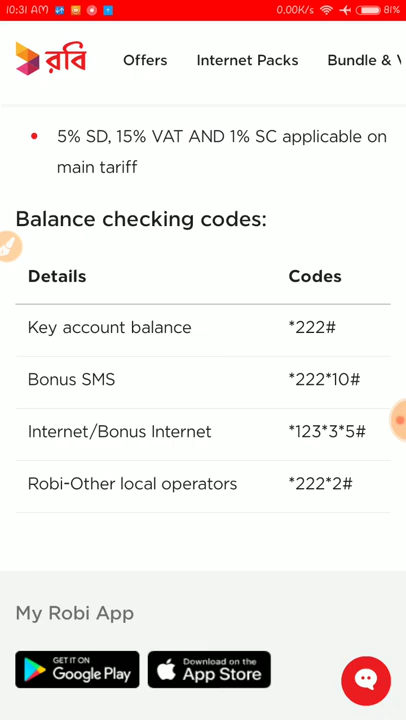 10:31 AM 0.00K/s 81%
রবি Offers Internet Packs Bundle &
5% SD, 15% VAT AND 1% SC applicable on
main tariff
Balance checking codes:
Details Codes
Key account balance *222#
Bonus SMS *222*10#
Internet/Bonus Internet *123*3*5#
Robi-Other local operators *222*2#
My Robi App
GET IT ON
Google Play
Download on the
App Store